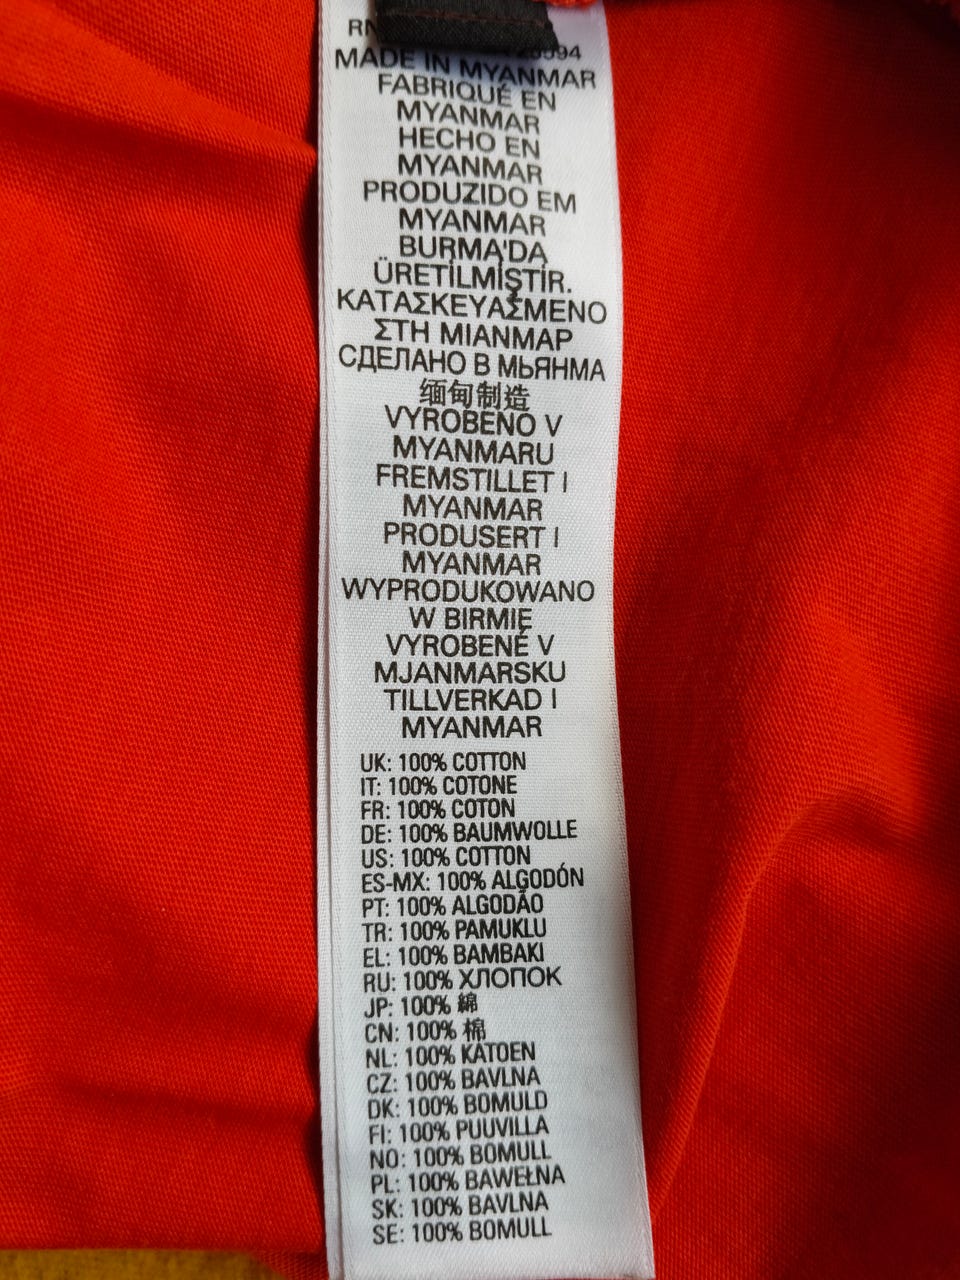 RN
MADE IN MYANMAR
FABRIQUÉ EN
MYANMAR
HECHO EN
MYANMAR
PRODUZIDO EM
MYANMAR
BURMA'DA
ÜRETİLMİŞTİR.
ΚΑΤΑΣΚΕΥΑΣΜΕΝΟ
ΣΤΗ ΜΙΑΝΜΑΡ
СДЕЛАНО В МЬЯНМА
缅甸制造
VYROBENO V
MYANMARU
FREMSTILLET I
MYANMAR
PRODUSERT I
MYANMAR
WYPRODUKOWANO
W BIRMIE
VYROBENÉ V
MJANMARSKU
TILLVERKAD I
MYANMAR
UK: 100% COTTON
IT: 100% COTONE
FR: 100% COTON
DE: 100% BAUMWOLLE
US: 100% COTTON
ES-MX: 100% ALGODÓN
PT: 100% ALGODÃO
TR: 100% PAMUKLU
EL: 100% ΒΑΜΒΑΚΙ
RU: 100% ХЛОПОК
JP: 100% 綿
CN: 100% 棉
NL: 100% KATOEN
CZ: 100% BAVLNA
DK: 100% BOMULD
FI: 100% PUUVILLA
NO: 100% BOMULL
PL: 100% BAWEŁNA
SK: 100% BAVLNA
SE: 100% BOMULL